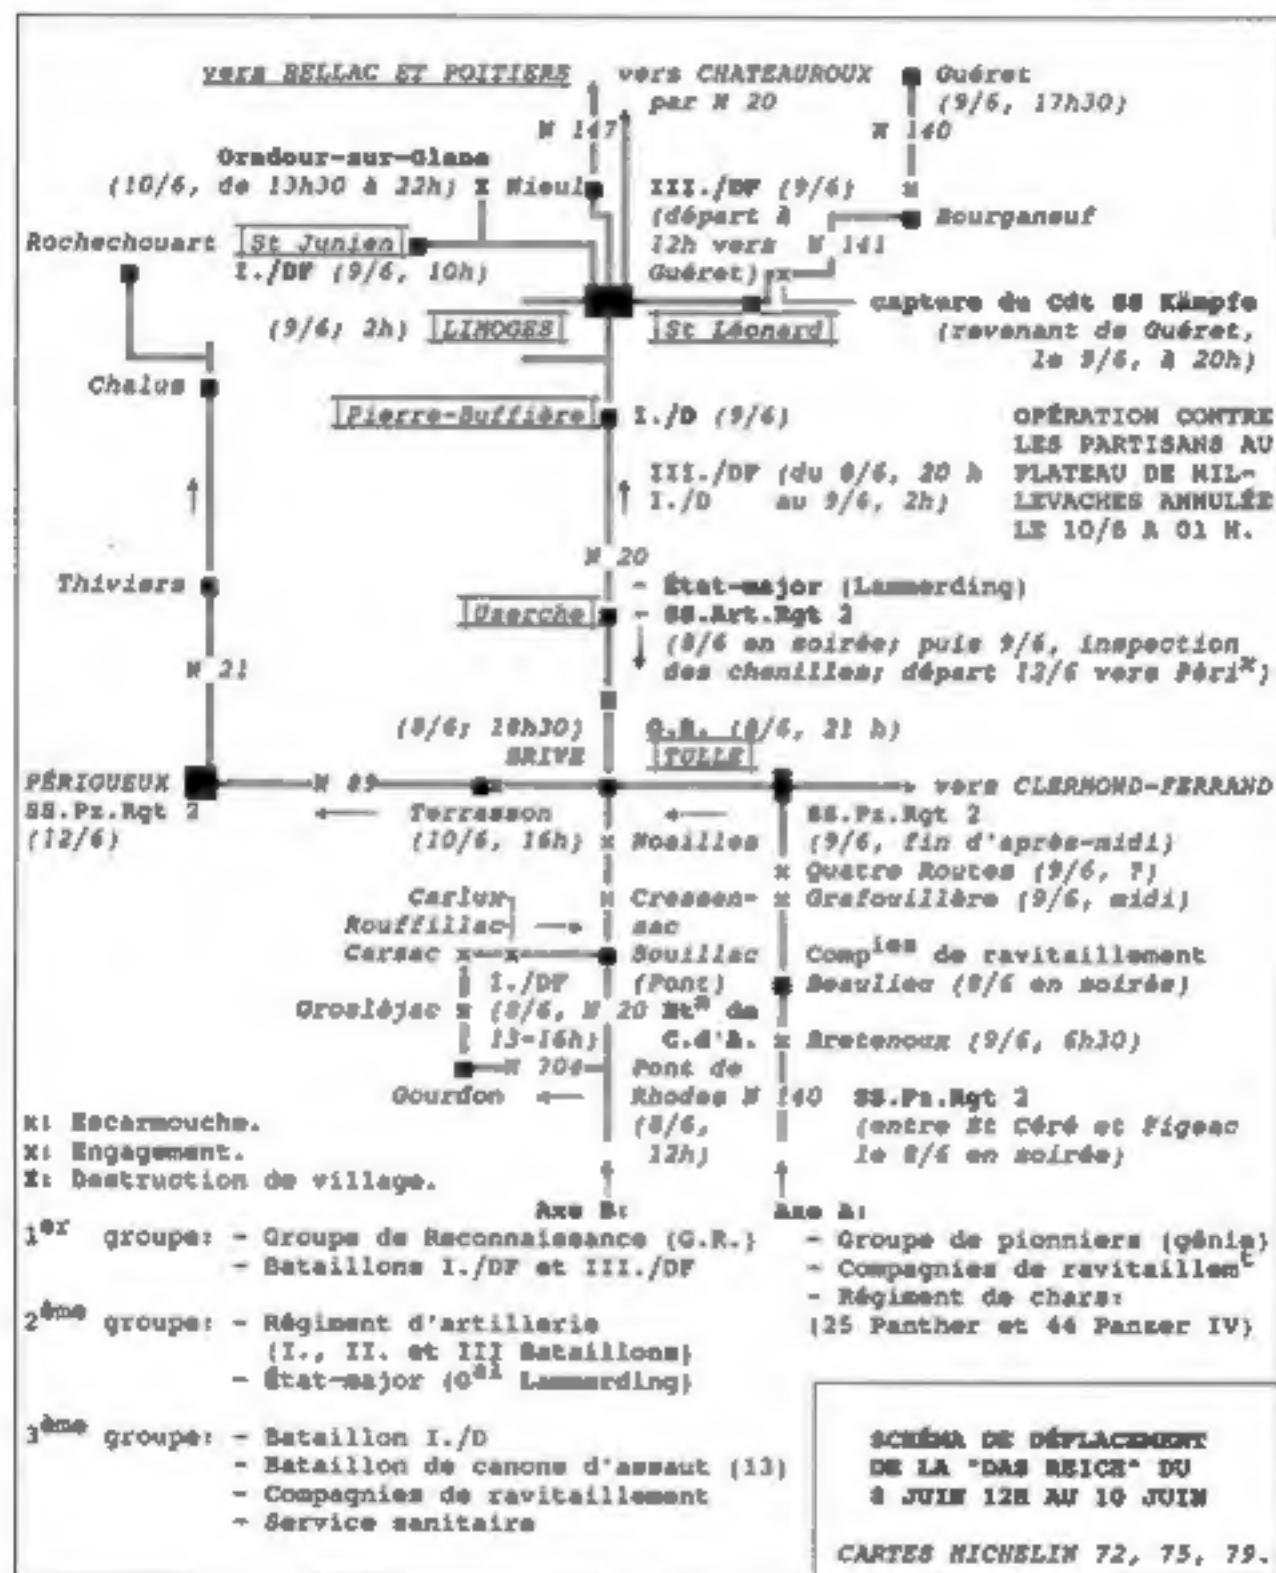 vers BELLAC ET POITIERS
vers CHATEAUROUX
par N 20
Guéret
(9/6, 17h30)
N 147
N 140
Oradour-sur-Glane
(10/6, de 13h30 à 22h) X Nieul
III./DF (9/6)
(départ à
12h vers
Guéret)
N 141
Bourganeuf
Rochechouart
St Junien
I./DF (9/6, 10h)
capture du Cdt SS Kämpfe
(revenant de Guéret,
le 9/6, à 20h)
(9/6; 2h) LIMOGES
St Léonard
Chalus
Pierre-Buffière
I./D (9/6)
OPÉRATION CONTRE
LES PARTISANS AU
PLATEAU DE MIL-
LEVACHES ANNULÉE
LE 10/6 A 01 H.
III./DF (du 8/6, 20 h
I./D au 9/6, 2h)
N 20
Thiviers
- État-major (Lammerding)
Uzerche
- SS.Art.Rgt 2
(8/6 en soirée; puis 9/6, inspection
des chenilles; départ 12/6 vers Périx)
N 21
(8/6; 18h30)
BRIVE
G.R. (8/6, 21 h)
TULLE
PÉRIGUEUX
SS.Pz.Rgt 2
(12/6)
N 89
vers CLERMOND-FERRAND
Terrasson
(10/6, 16h)
x Noailles
SS.Pz.Rgt 2
(9/6, fin d'après-midi)
x Quatre Routes (9/6, ?)
Carlux
Rouffillac
Carsac x x
x Cressen-
sac
x Grafouillère (9/6, midi)
Souillac
(Pont)
Compies de ravitaillement
Beaulieu (8/6 en soirée)
I./DF
Grosléjac x (8/6,
13-16h)
N 20
Btn de
C.d'A.
x Bretenoux (9/6, 6h30)
N 704
Gourdon
Pont de
Rhodes
(8/6,
12h)
N 140
SS.Pz.Rgt 2
(entre St Céré et Figeac
le 8/6 en soirée)
x: Escarmouche.
x: Engagement.
X: Destruction de village.
Axe B:
Axe A:
1er groupe: - Groupe de Reconnaissance (G.R.)
- Bataillons I./DF et III./DF
- Groupe de pionniers (génie)
- Compagnies de ravitaillemt
- Régiment de chars:
(25 Panther et 44 Panzer IV)
2ème groupe: - Régiment d'artillerie
(I., II. et III Bataillons)
- État-major (Gal Lammerding)
3ème groupe: - Bataillon I./D
- Bataillon de canons d'assaut (13)
- Compagnies de ravitaillement
- Service sanitaire
SCHÉMA DE DÉPLACEMENT
DE LA "DAS REICH" DU
8 JUIN 12H AU 10 JUIN
CARTES MICHELIN 72, 75, 79.